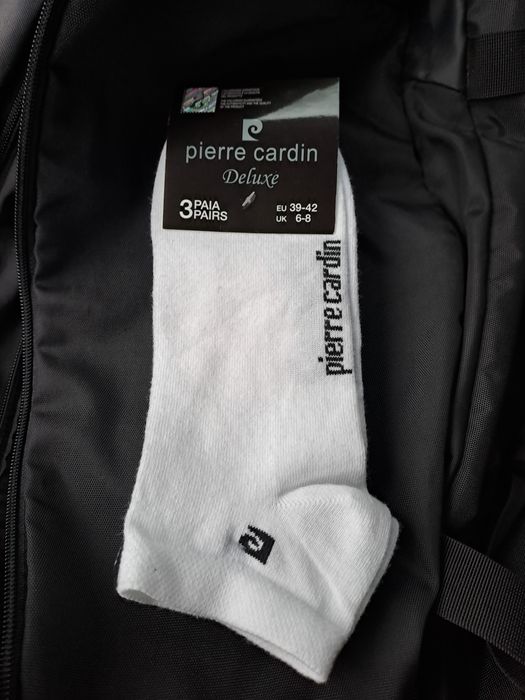 pierre cardin
Deluxe
3 PAIA
PAIRS
EU 39-42
UK 6-8
pierre cardin